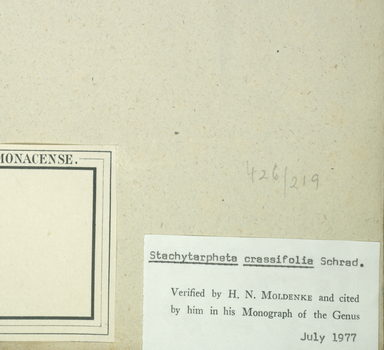 MONACENSE.
426/219
Stachytarpheta crassifolia Schrad.
Verified by H. N. MOLDENKE and cited
by him in his Monograph of the Genus
July 1977